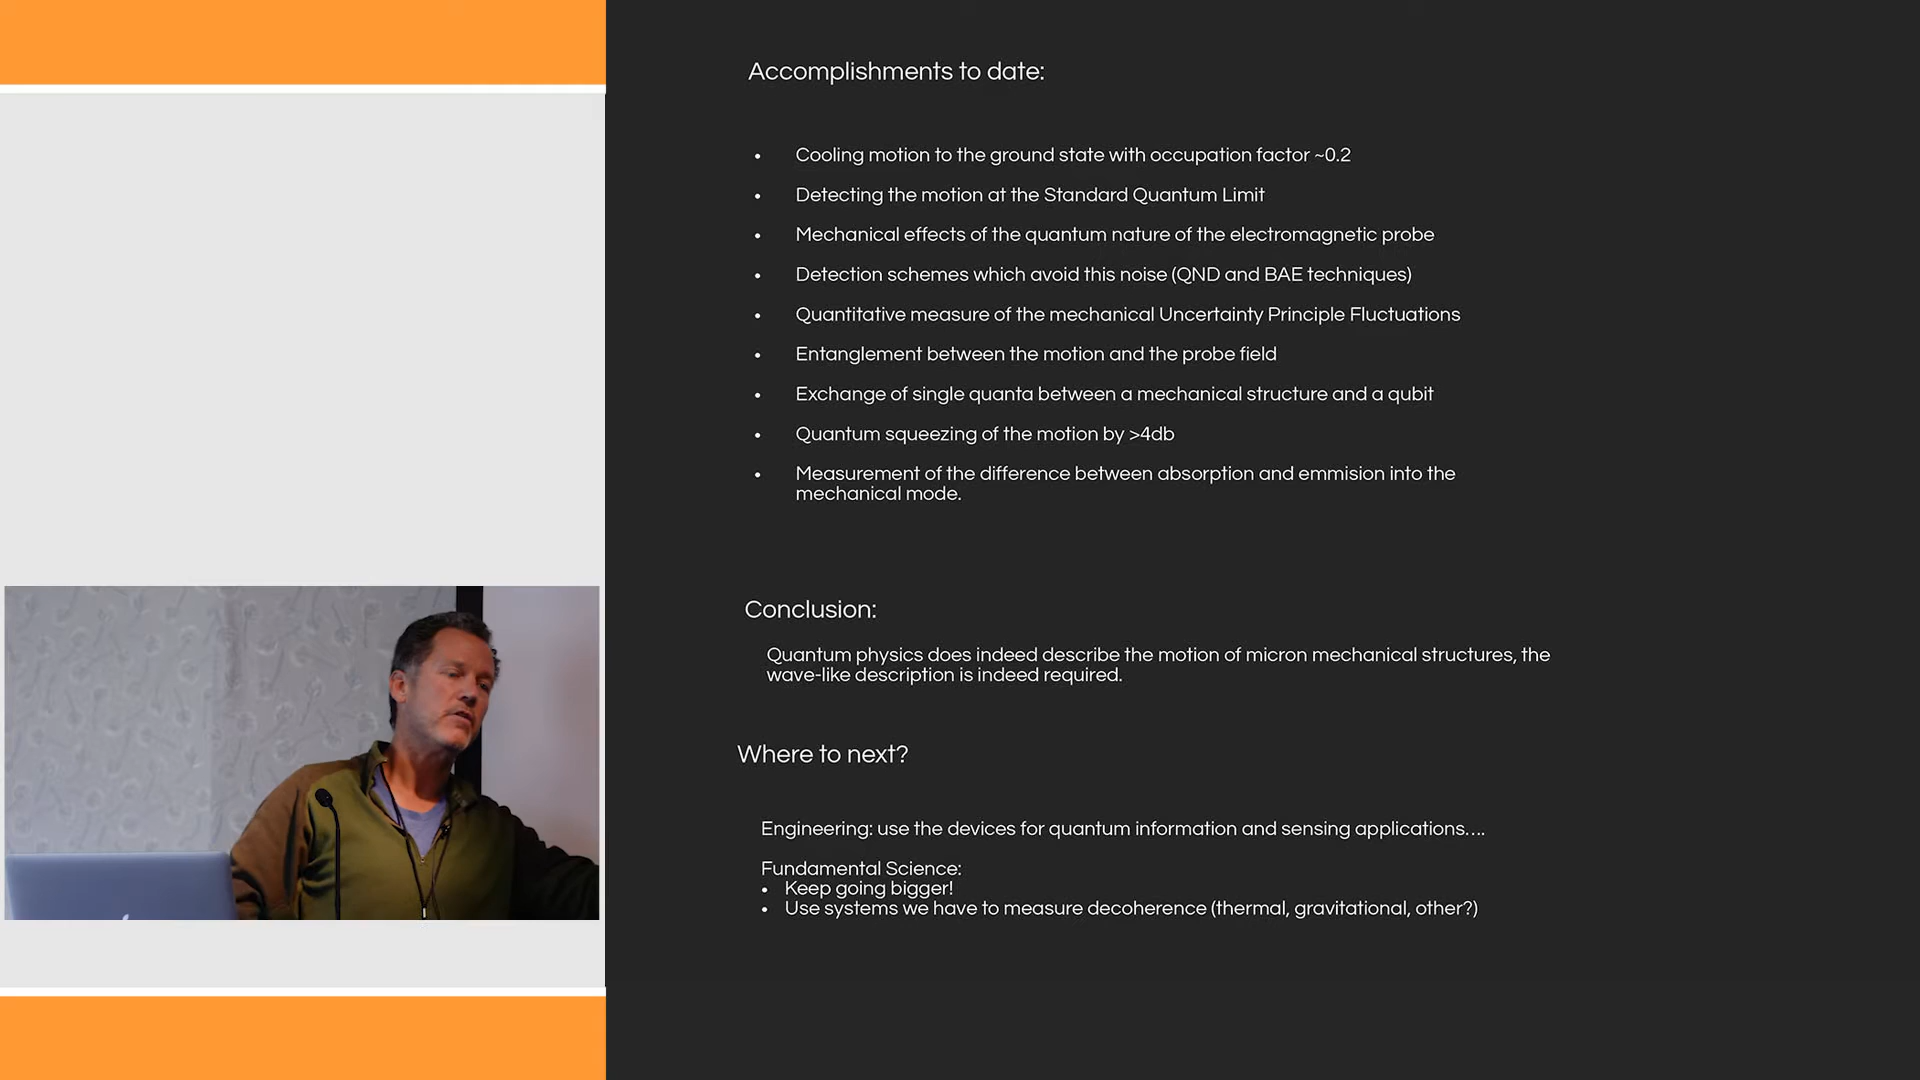 Accomplishments to date:
• Cooling motion to the ground state with occupation factor ~0.2
• Detecting the motion at the Standard Quantum Limit
• Mechanical effects of the quantum nature of the electromagnetic probe
• Detection schemes which avoid this noise (QND and BAE techniques)
• Quantitative measure of the mechanical Uncertainty Principle Fluctuations
• Entanglement between the motion and the probe field
• Exchange of single quanta between a mechanical structure and a qubit
• Quantum squeezing of the motion by >4db
• Measurement of the difference between absorption and emmision into the
mechanical mode.
Conclusion:
Quantum physics does indeed describe the motion of micron mechanical structures, the
wave-like description is indeed required.
Where to next?
Engineering: use the devices for quantum information and sensing applications....
Fundamental Science:
• Keep going bigger!
• Use systems we have to measure decoherence (thermal, gravitational, other?)